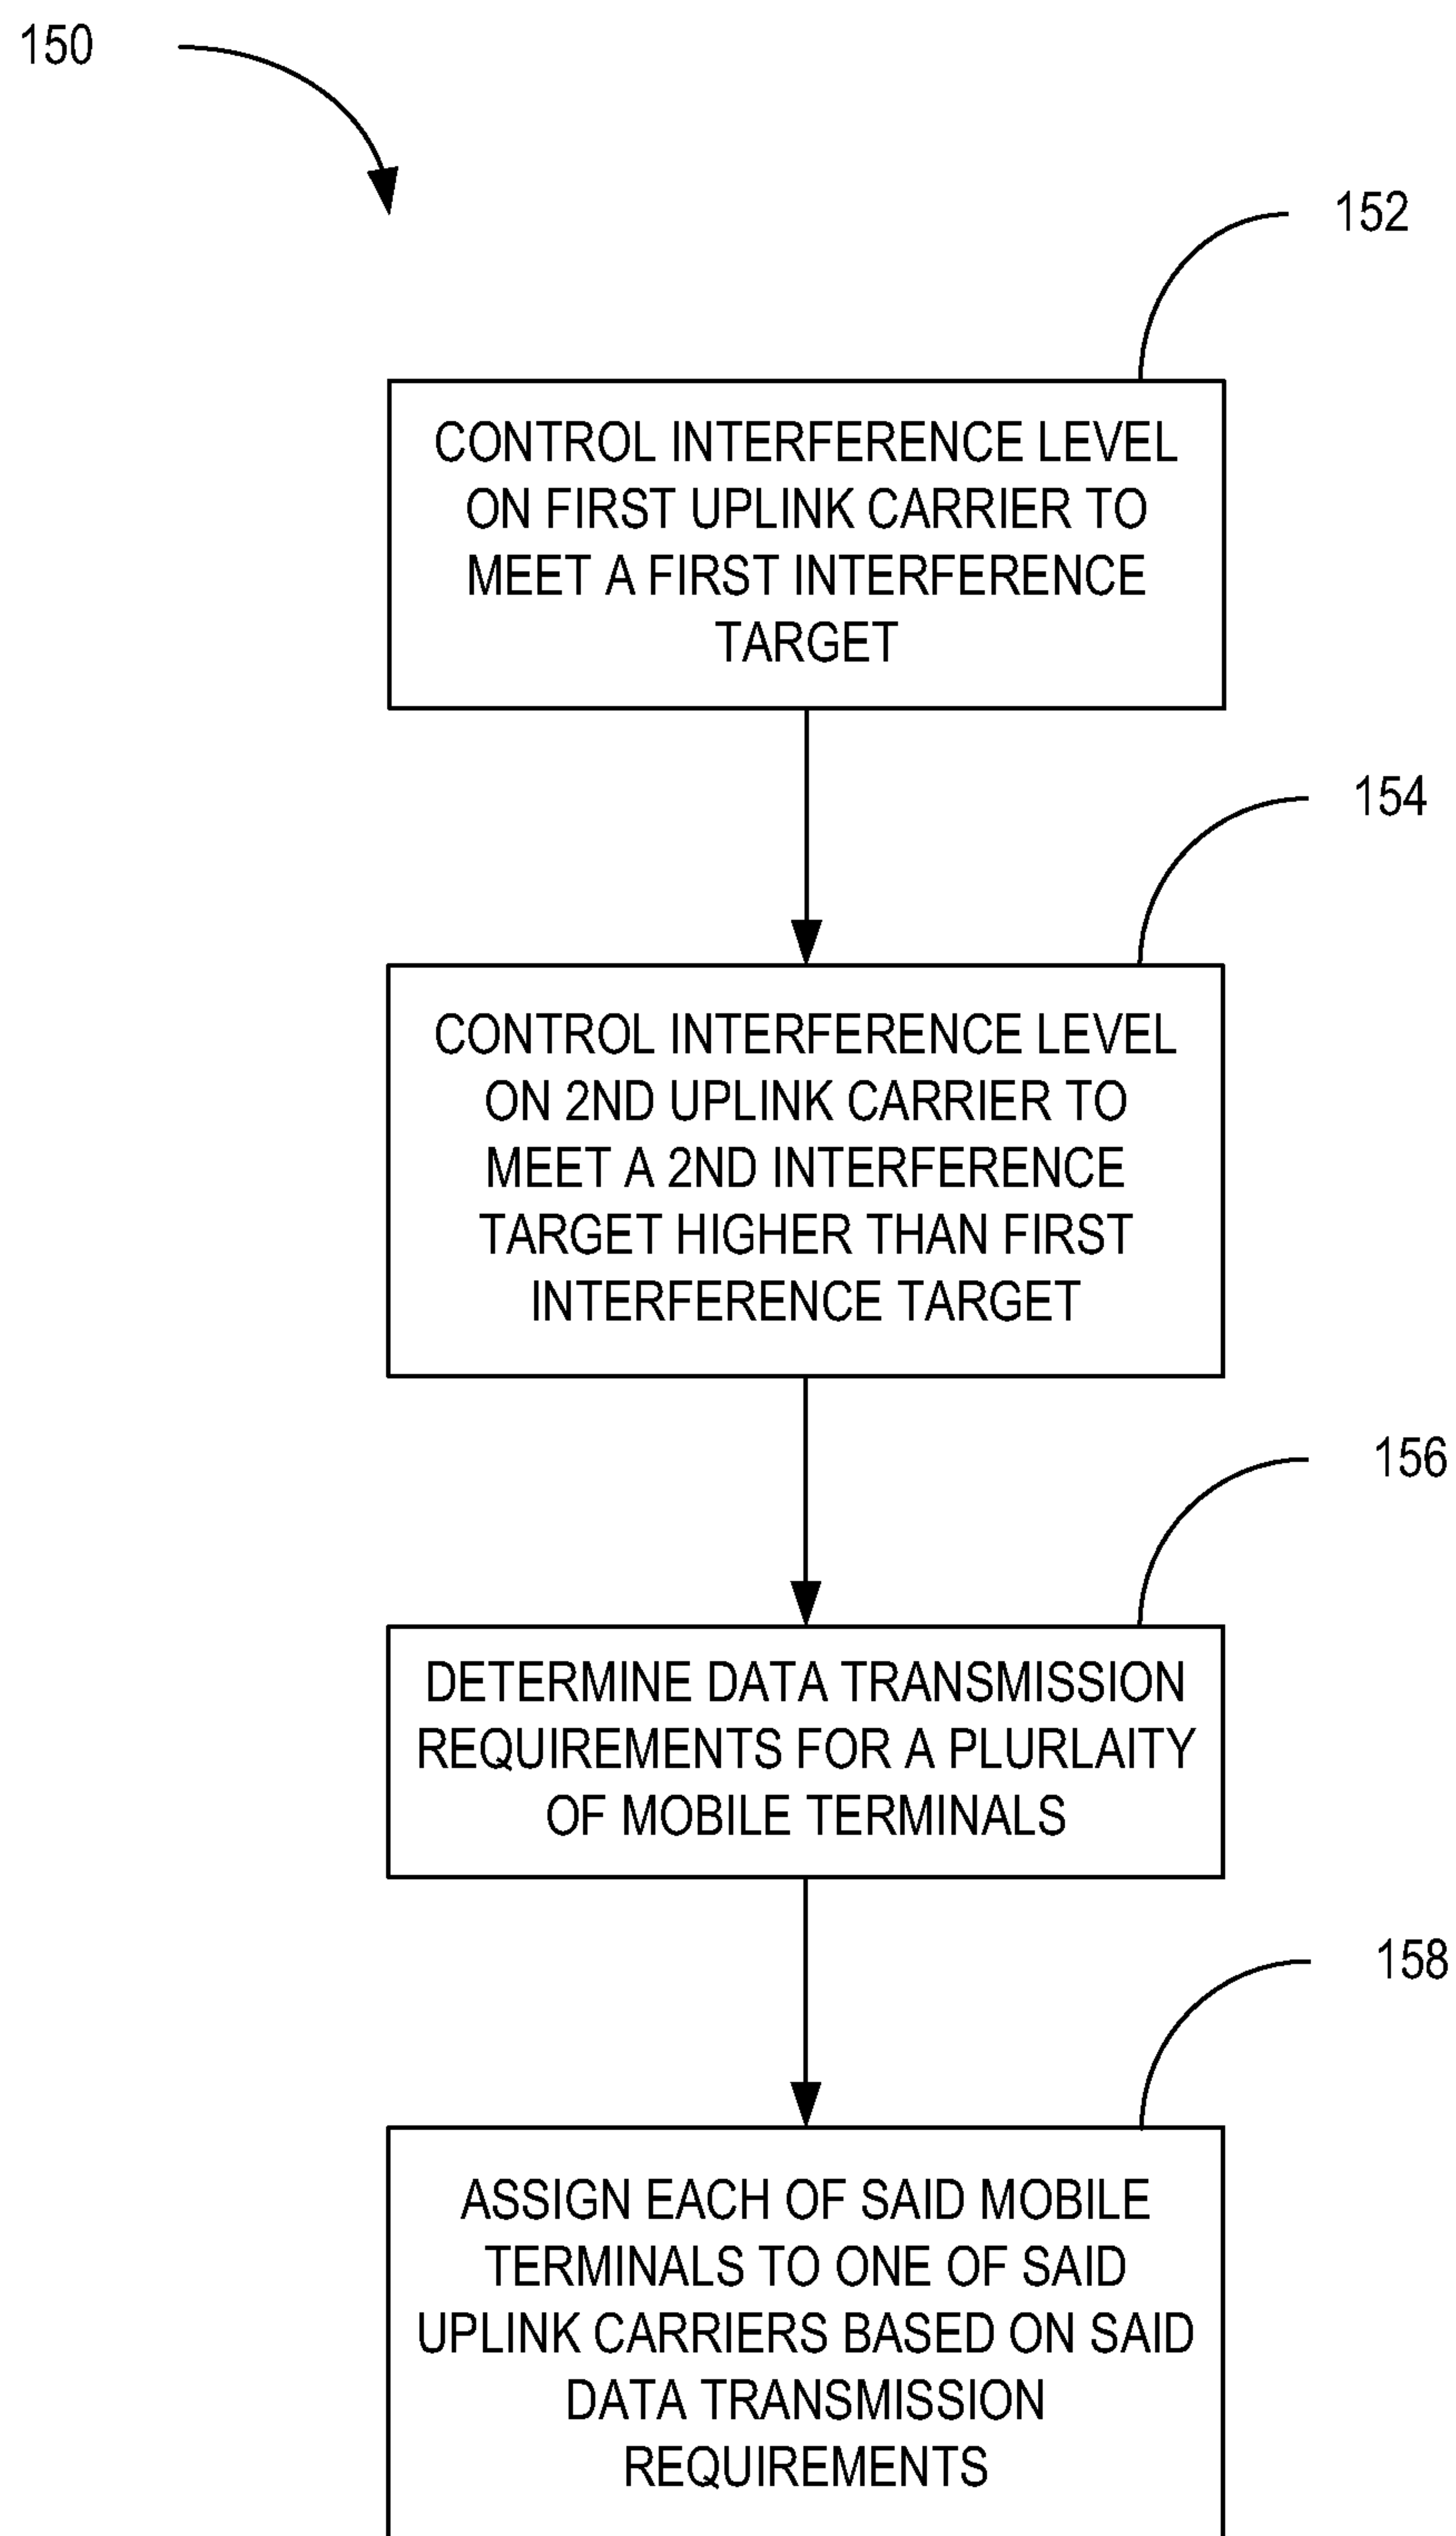 150
152
CONTROL INTERFERENCE LEVEL
ON FIRST UPLINK CARRIER TO
MEET A FIRST INTERFERENCE
TARGET
154
CONTROL INTERFERENCE LEVEL
ON 2ND UPLINK CARRIER TO
MEET A 2ND INTERFERENCE
TARGET HIGHER THAN FIRST
INTERFERENCE TARGET
156
DETERMINE DATA TRANSMISSION
REQUIREMENTS FOR A PLURLAITY
OF MOBILE TERMINALS
158
ASSIGN EACH OF SAID MOBILE
TERMINALS TO ONE OF SAID
UPLINK CARRIERS BASED ON SAID
DATA TRANSMISSION
REQUIREMENTS